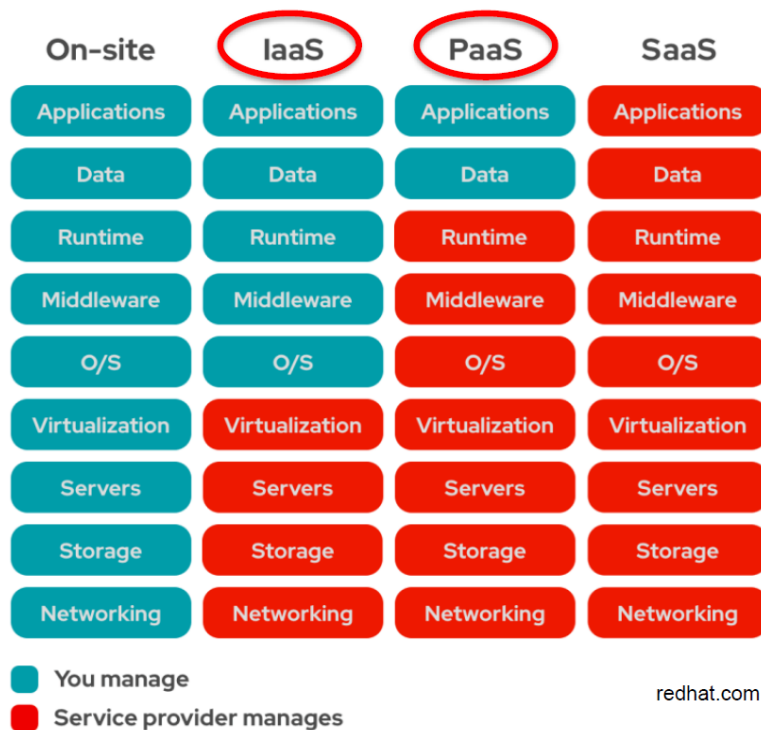 On-site IaaS PaaS SaaS
Applications Applications Applications Applications
Data Data Data Data
Runtime Runtime Runtime Runtime
Middleware Middleware Middleware Middleware
O/S O/S O/S O/S
Virtualization Virtualization Virtualization Virtualization
Servers Servers Servers Servers
Storage Storage Storage Storage
Networking Networking Networking Networking
You manage
redhat.com
Service provider manages